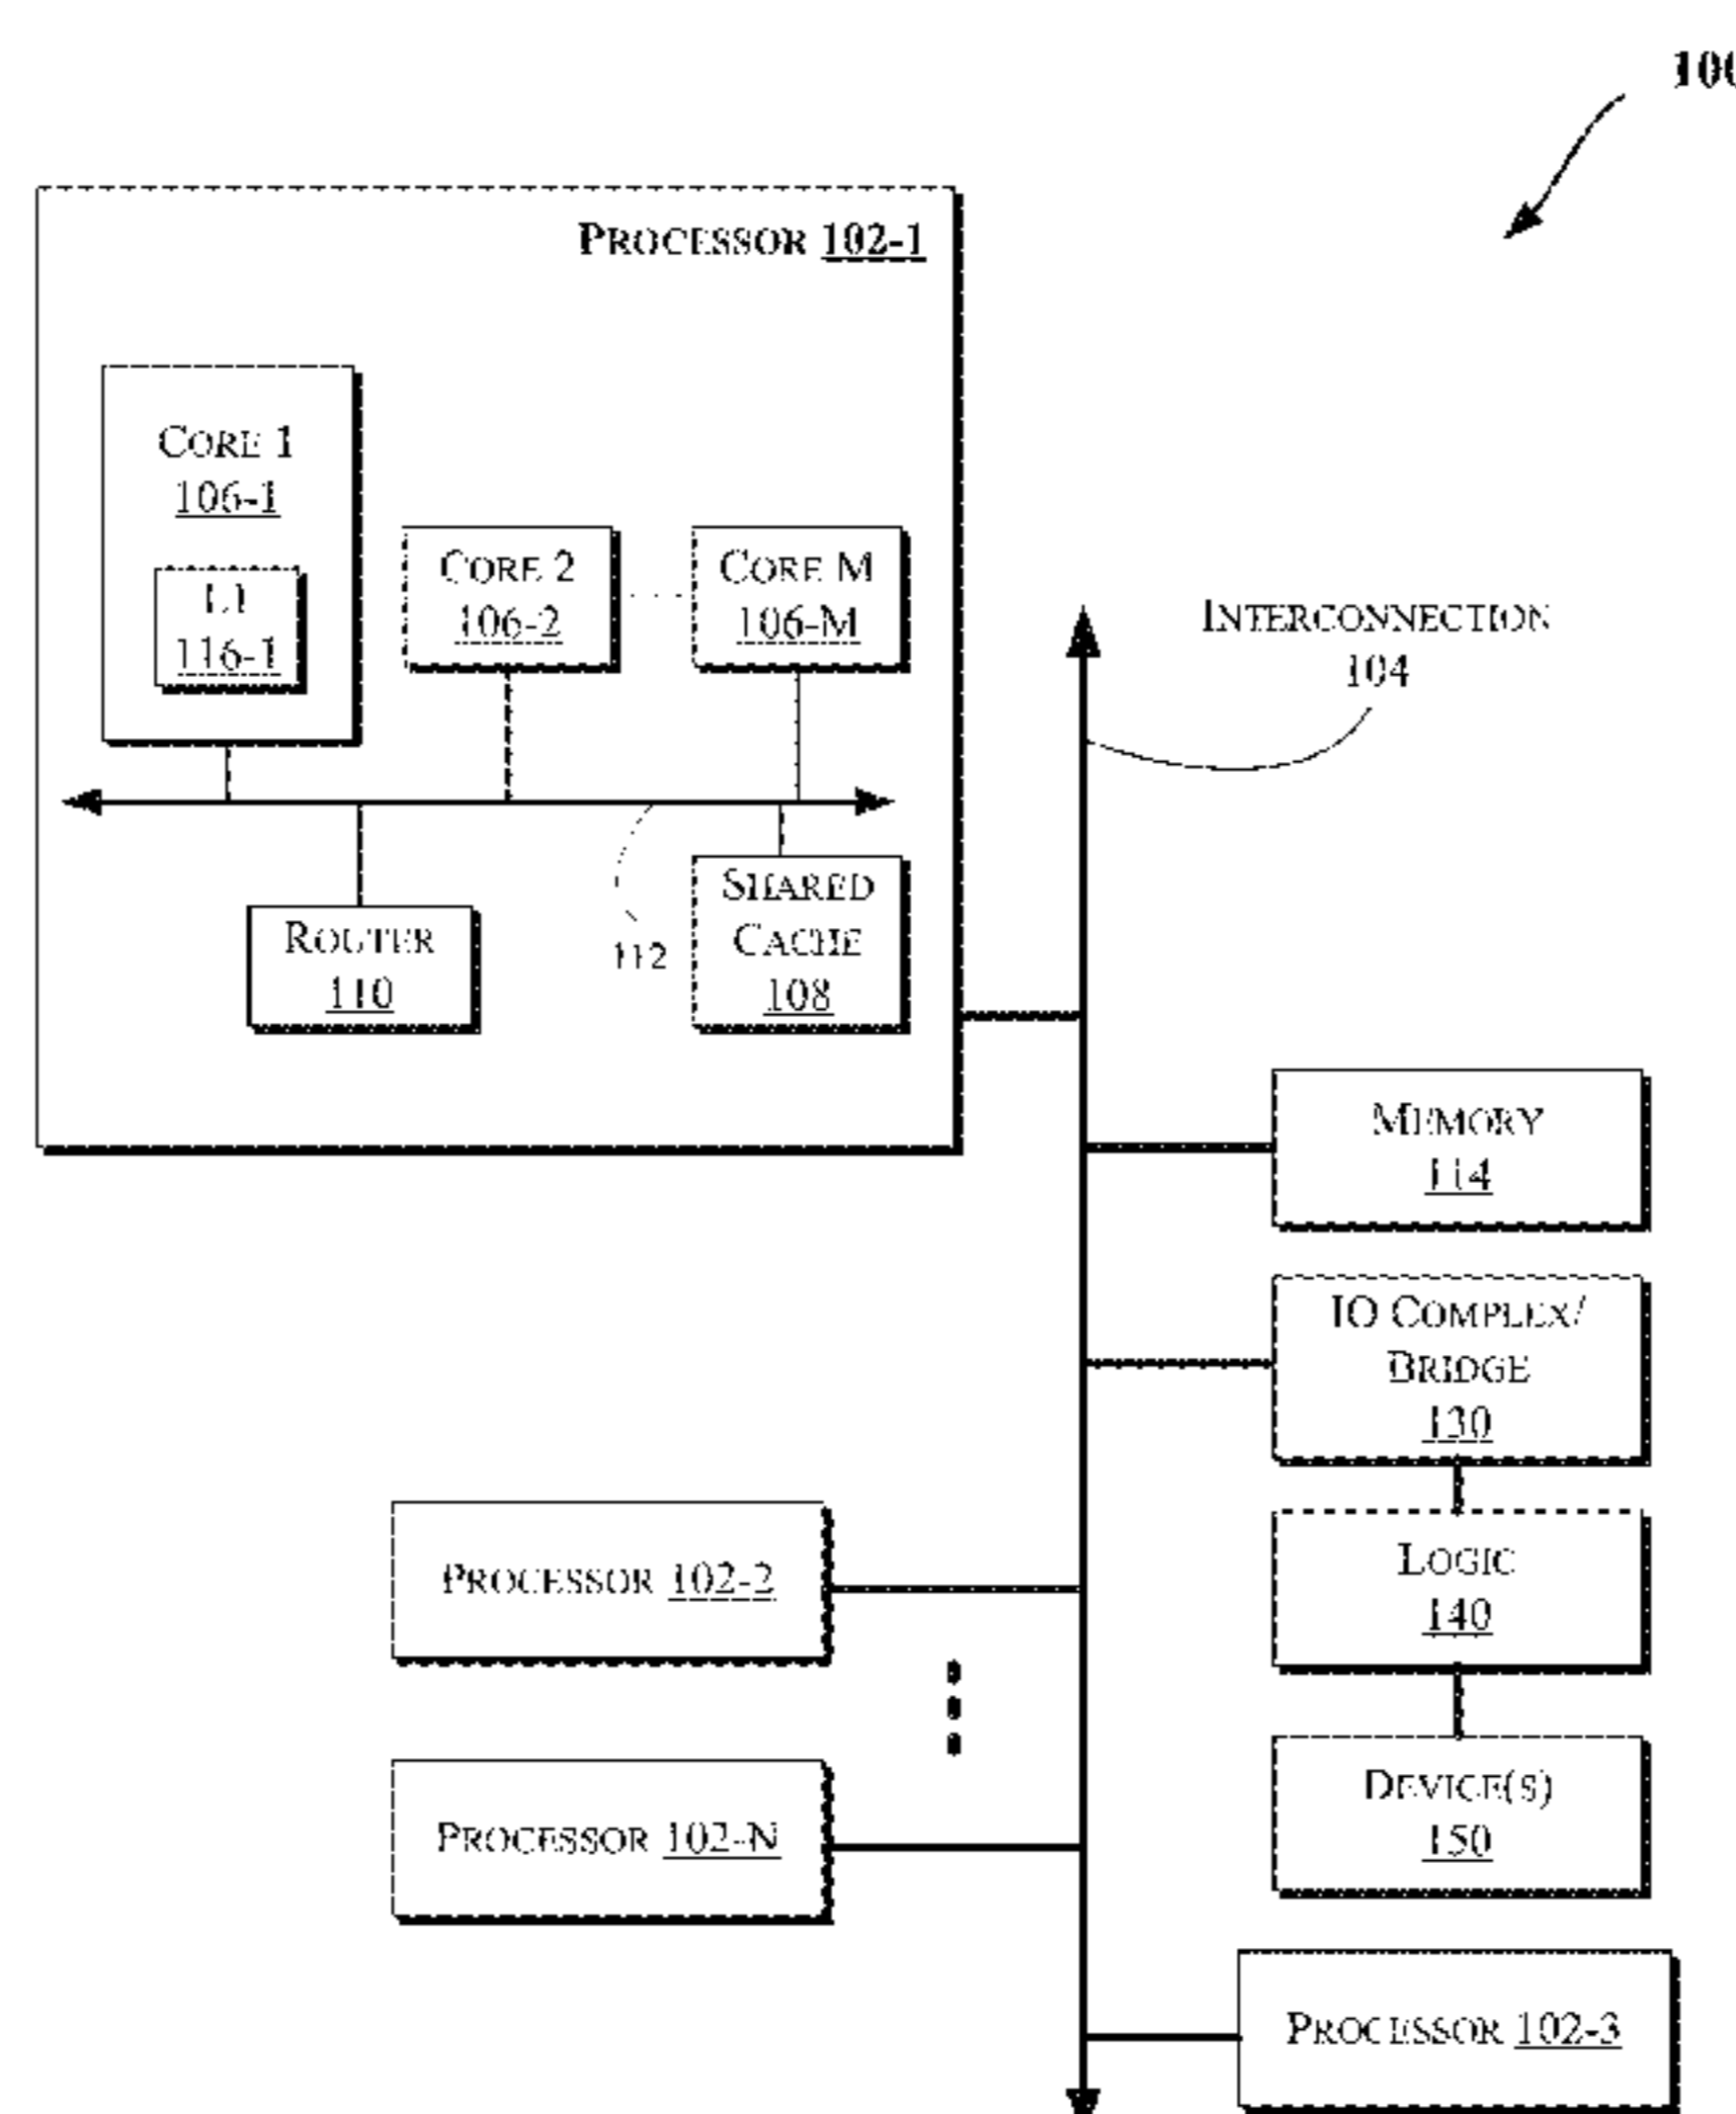 100
PROCESSOR 102-1
CORE 1
106-1
L1
116-1
CORE 2
106-2
CORE M
106-M
INTERCONNECTION
104
ROUTER
110
112
SHARED
CACHE
108
MEMORY
114
IO COMPLEX/
BRIDGE
130
LOGIC
140
DEVICE(S)
150
PROCESSOR 102-2
PROCESSOR 102-N
PROCESSOR 102-3